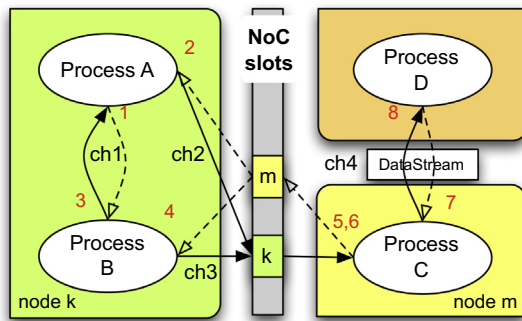 2
NoC
slots
Process A
Process
D
1
8
ch1
ch2
ch4
DataStream
m
3
4
5,6
7
Process
B
k
Process
C
ch3
node k
node m